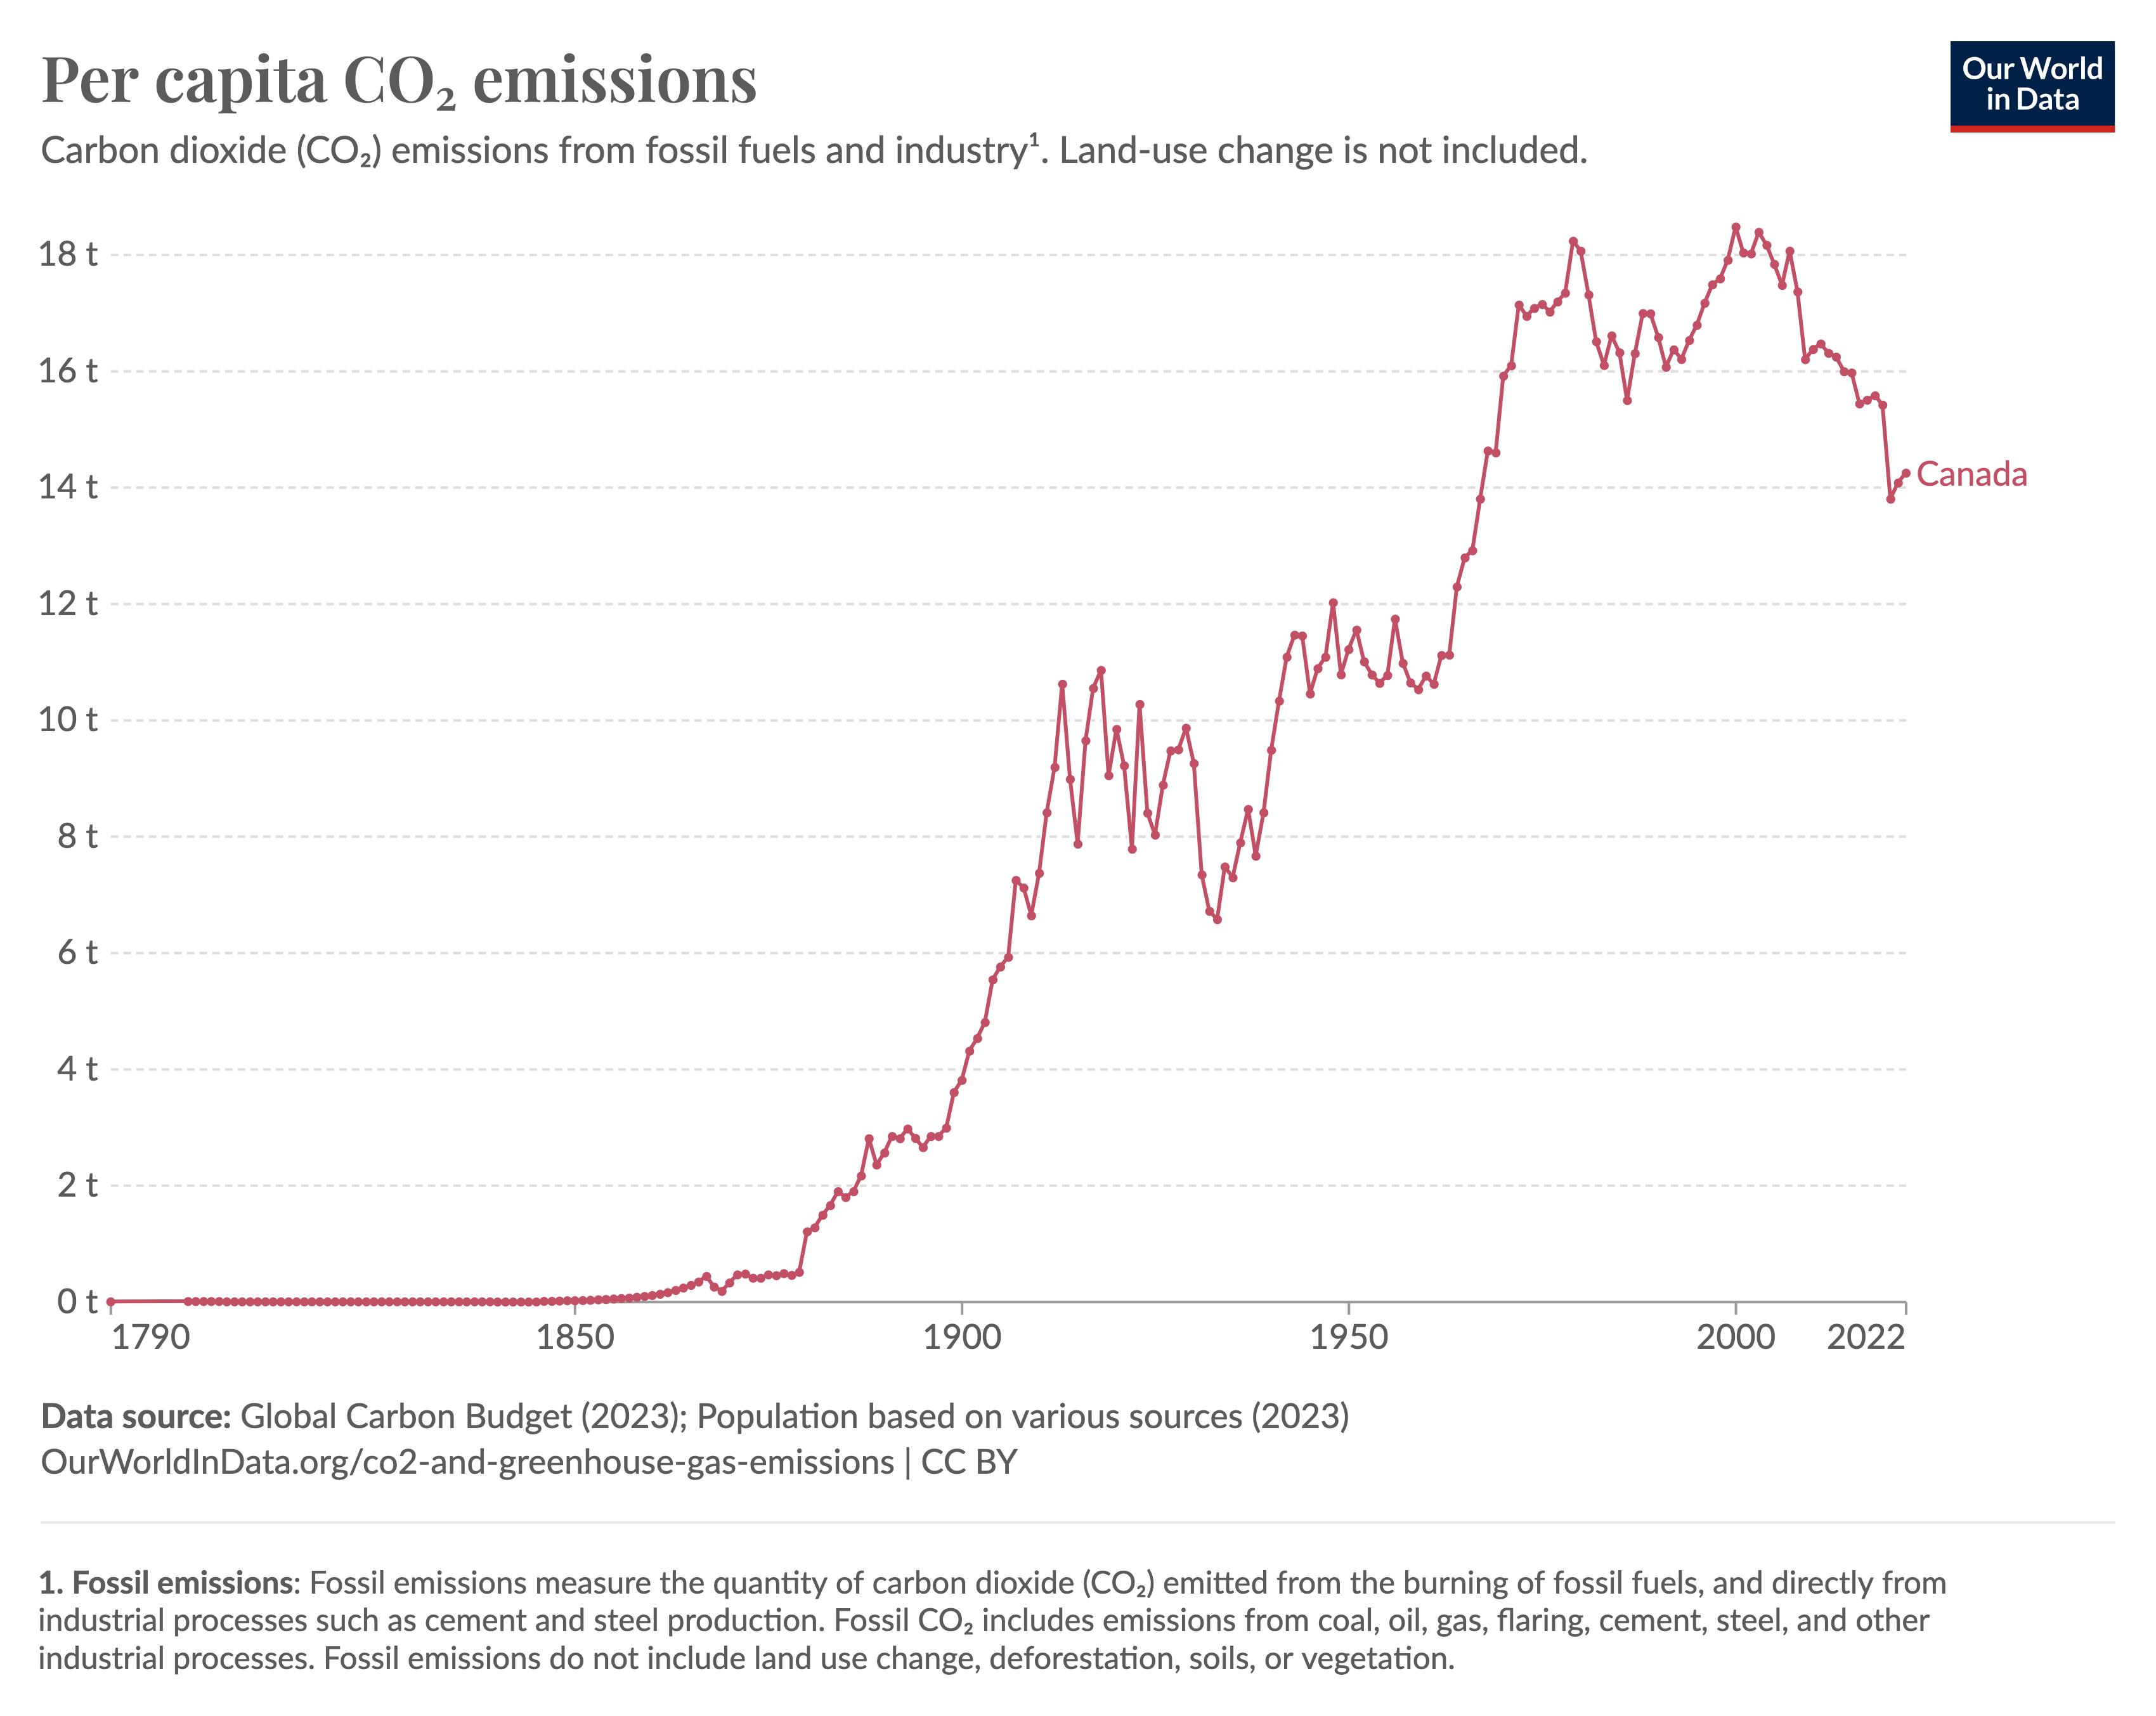 Per capita CO₂ emissions
Our World
in Data
Carbon dioxide (CO₂) emissions from fossil fuels and industry¹. Land-use change is not included.
18 t
16 t
14 t
Canada
12 t
10 t
8 t
6 t
4 t
2 t
0 t
1790 1850 1900 1950 2000 2022
Data source: Global Carbon Budget (2023); Population based on various sources (2023)
OurWorldInData.org/co2-and-greenhouse-gas-emissions | CC BY
1. Fossil emissions: Fossil emissions measure the quantity of carbon dioxide (CO₂) emitted from the burning of fossil fuels, and directly from
industrial processes such as cement and steel production. Fossil CO₂ includes emissions from coal, oil, gas, flaring, cement, steel, and other
industrial processes. Fossil emissions do not include land use change, deforestation, soils, or vegetation.